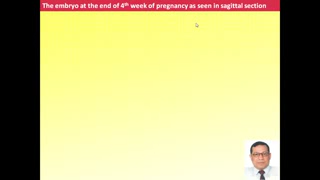 The embryo at the end of 4th week of pregnancy as seen in sagittal section